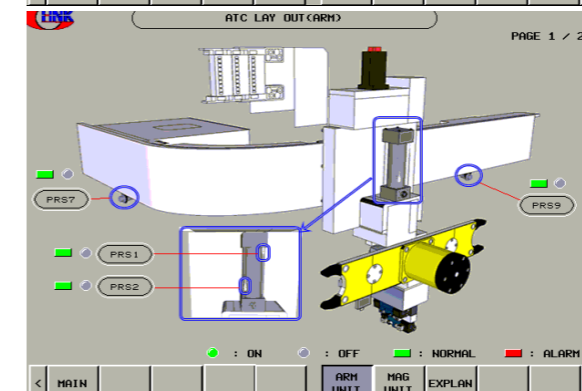 LINK
ATC LAY OUT(ARM)
PAGE 1 / 2
PRS7
PRS9
PRS1
PRS2
: ON
: OFF
: NORMAL
: ALARM
<
MAIN
ARM
UNIT
MAG
UNIT
EXPLAN